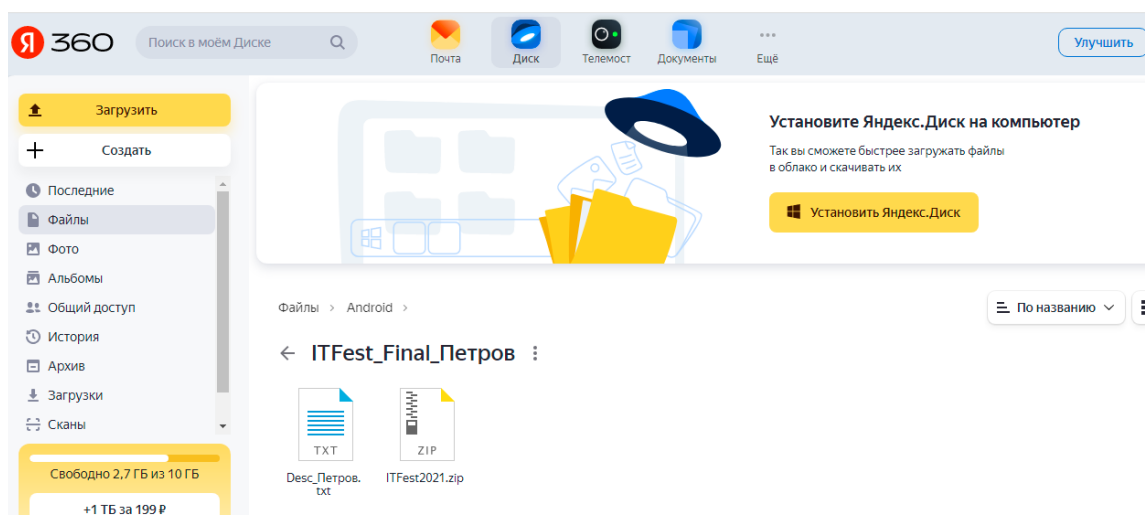 Я 360
Поиск в моём Диске
Почта
Диск
Телемост
Документы
Ещё
Улучшить
Загрузить
Создать
Последние
Файлы
Фото
Альбомы
Общий доступ
История
Архив
Загрузки
Сканы
Свободно 2,7 ГБ из 10 ГБ
+1 ТБ за 199 ₽
Установите Яндекс.Диск на компьютер
Так вы сможете быстрее загружать файлы
в облако и скачивать их
Установить Яндекс.Диск
Файлы > Android >
По названию
ITFest_Final_Петров
TXT
Desc_Петров.
txt
ZIP
ITFest2021.zip